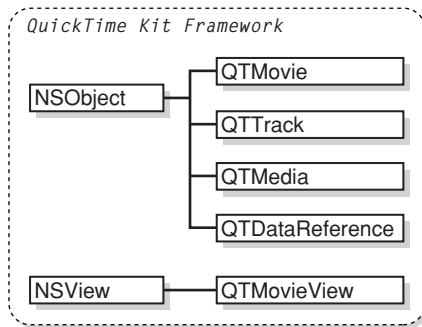 QuickTime Kit Framework
NSObject
QTMovie
QTTrack
QTMedia
QTDataReference
NSView
QTMovieView